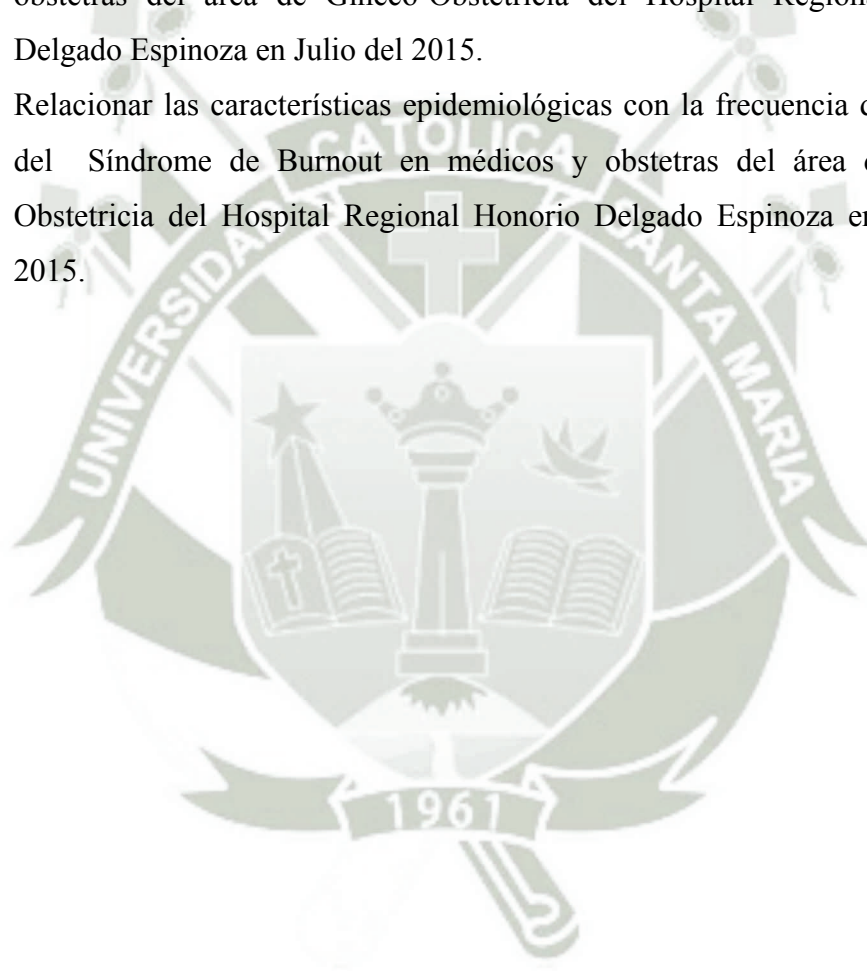 obstetras del área de Gineco-Obstetricia del Hospital Regional
Delgado Espinoza en Julio del 2015.
Relacionar las características epidemiológicas con la frecuencia
del Síndrome de Burnout en médicos y obstetras del área
Obstetricia del Hospital Regional Honorio Delgado Espinoza en
2015.
UNIVERSIDAD CATOLICA SANTA MARIA
1961